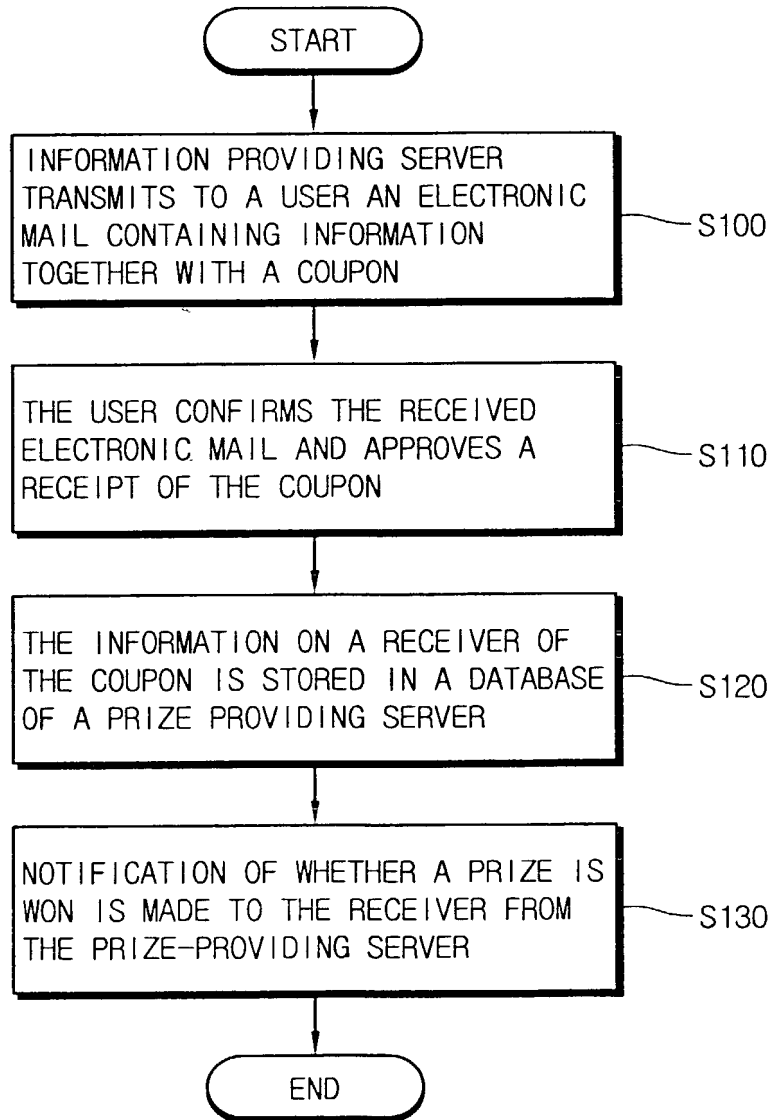 START
INFORMATION PROVIDING SERVER
TRANSMITS TO A USER AN ELECTRONIC
MAIL CONTAINING INFORMATION
TOGETHER WITH A COUPON
S100
THE USER CONFIRMS THE RECEIVED
ELECTRONIC MAIL AND APPROVES A
RECEIPT OF THE COUPON
S110
THE INFORMATION ON A RECEIVER OF
THE COUPON IS STORED IN A DATABASE
OF A PRIZE PROVIDING SERVER
S120
NOTIFICATION OF WHETHER A PRIZE IS
WON IS MADE TO THE RECEIVER FROM
THE PRIZE-PROVIDING SERVER
S130
END